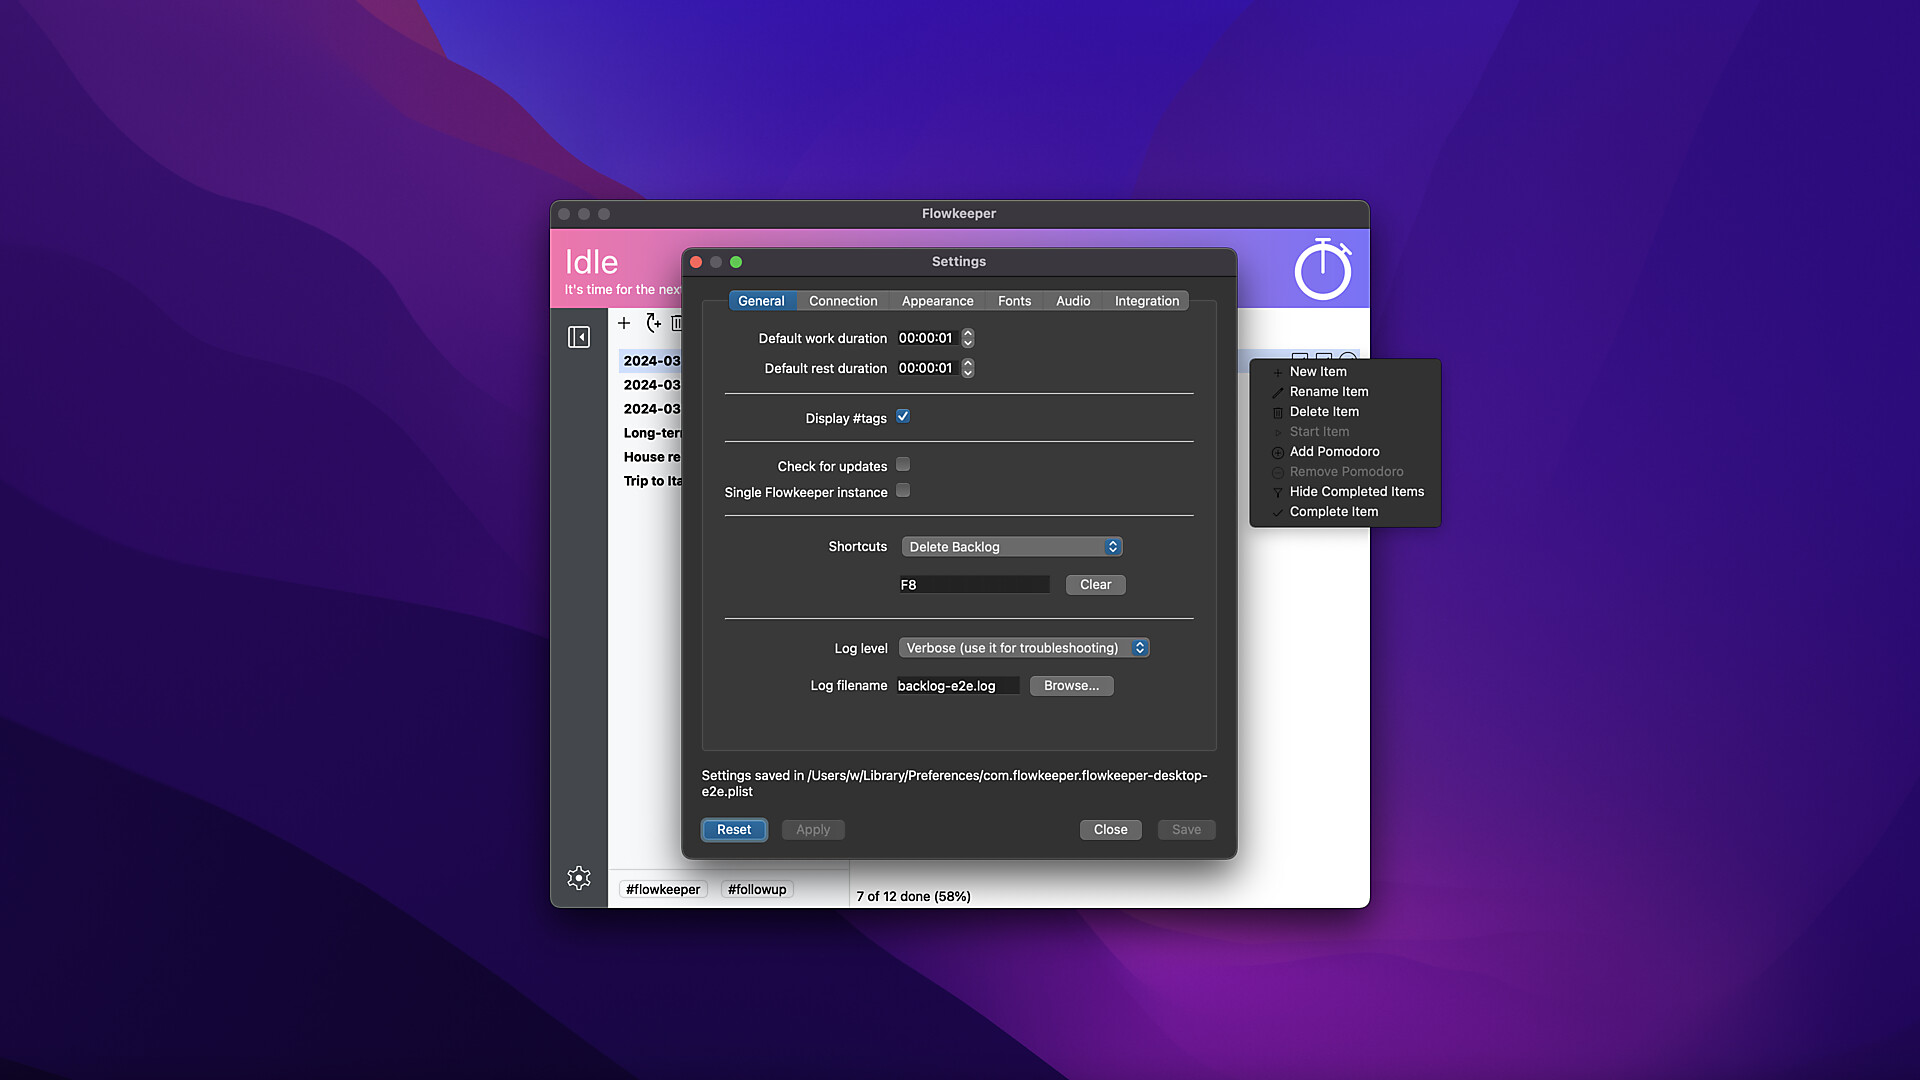 Flowkeeper
Idle
It's time for the nex
Settings
General Connection Appearance Fonts Audio Integration
Default work duration 00:00:01
Default rest duration 00:00:01
Display #tags
Check for updates
Single Flowkeeper instance
Shortcuts Delete Backlog
F8 Clear
Log level Verbose (use it for troubleshooting)
Log filename backlog-e2e.log Browse...
Settings saved in /Users/w/Library/Preferences/com.flowkeeper.flowkeeper-desktop-
e2e.plist
Reset Apply Close Save
2024-03
2024-03
2024-03
Long-ter
House re
Trip to Ita
New Item
Rename Item
Delete Item
Start Item
Add Pomodoro
Remove Pomodoro
Hide Completed Items
Complete Item
#flowkeeper #followup
7 of 12 done (58%)